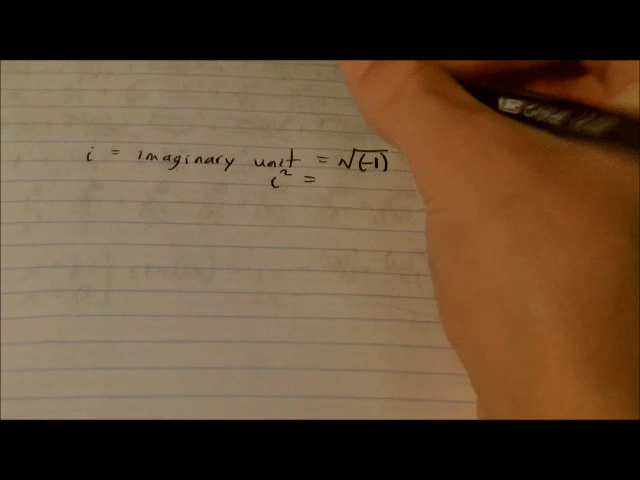 i = imaginary unit = √(-1)
i² =